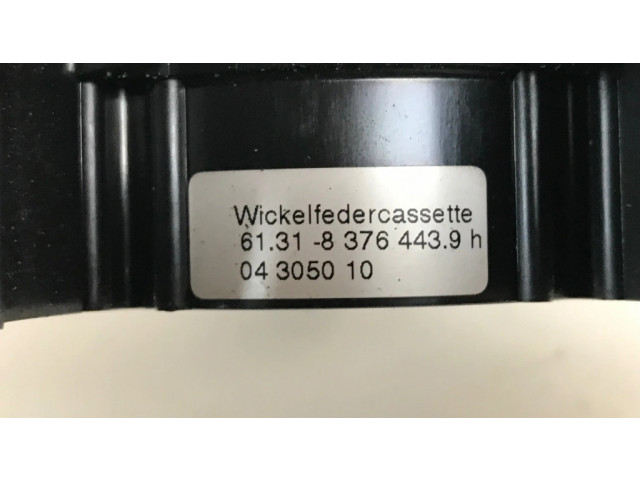 Wickelfedercassette
61.31 -8 376 443.9 h
04 3050 10